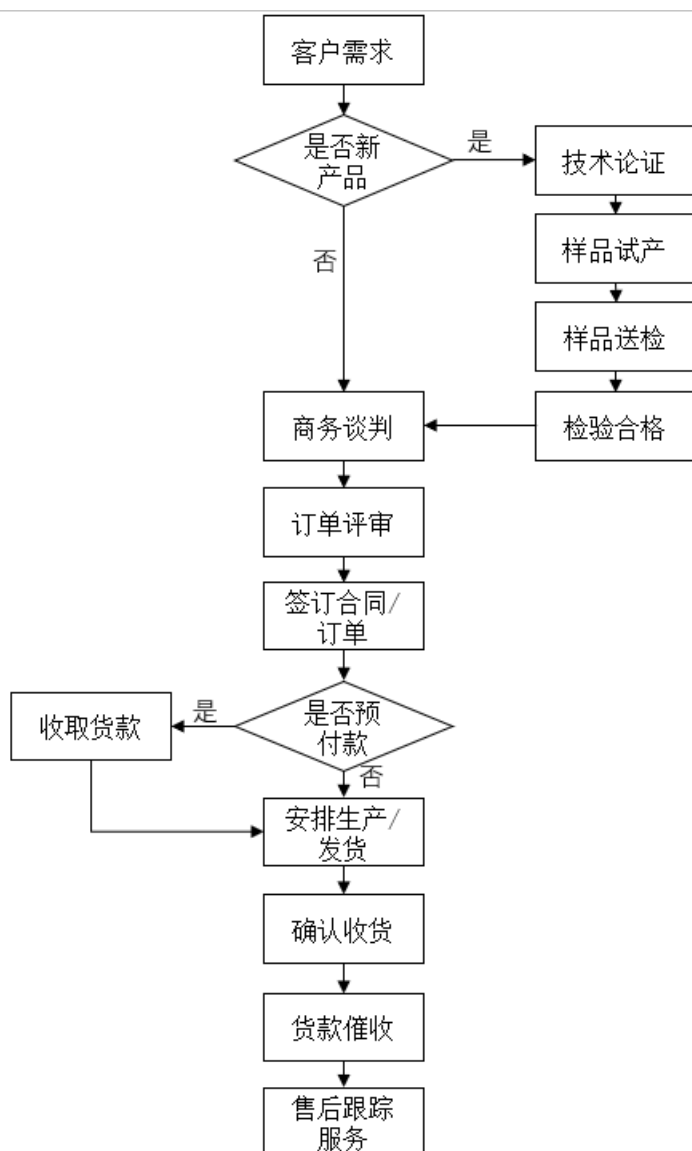 客户需求
是否新
产品
是
技术论证
样品试产
否
样品送检
商务谈判
检验合格
订单评审
签订合同/
订单
收取货款
是
是否预
付款
否
安排生产/
发货
确认收货
货款催收
售后跟踪
服务